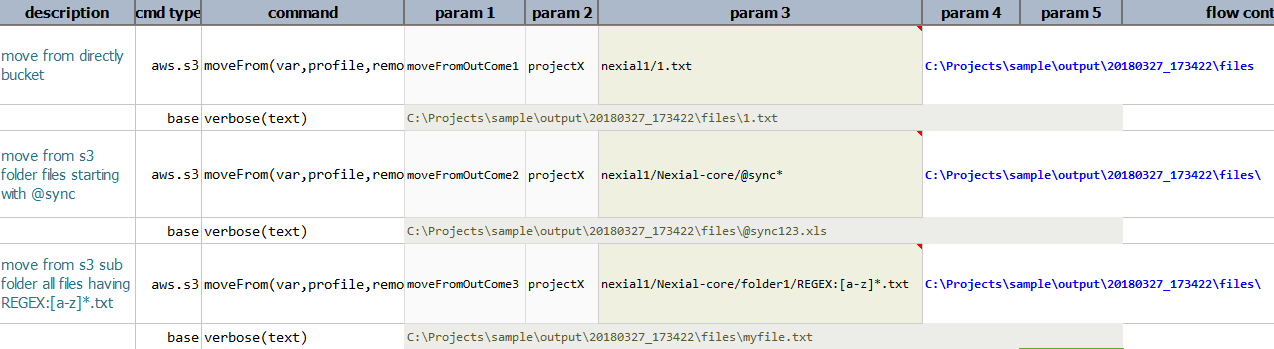 description cmd type command param 1 param 2 param 3 param 4 param 5 flow cont
move from directly
bucket
aws.s3 moveFrom(var,profile,remo moveFromOutCome1 projectX nexial1/1.txt C:\Projects\sample\output\20180327_173422\files
base verbose(text) C:\Projects\sample\output\20180327_173422\files\1.txt
move from s3
folder files starting
with @sync
aws.s3 moveFrom(var,profile,remo moveFromOutCome2 projectX nexial1/Nexial-core/@sync* C:\Projects\sample\output\20180327_173422\files\
base verbose(text) C:\Projects\sample\output\20180327_173422\files\@sync123.xls
move from s3 sub
folder all files having
REGEX:[a-z]*.txt
aws.s3 moveFrom(var,profile,remo moveFromOutCome3 projectX nexial1/Nexial-core/folder1/REGEX:[a-z]*.txt C:\Projects\sample\output\20180327_173422\files\
base verbose(text) C:\Projects\sample\output\20180327_173422\files\myfile.txt